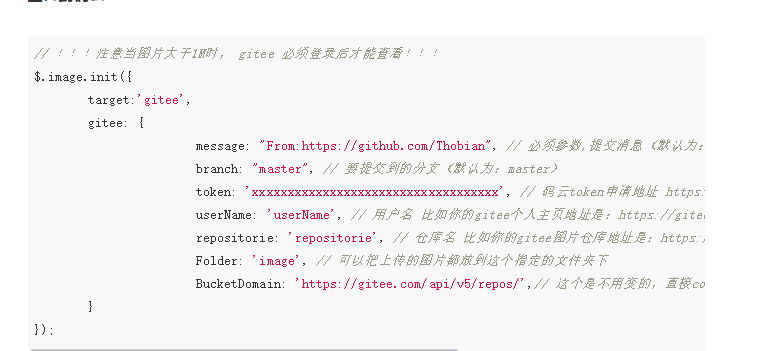 // ！！！注意当图片大于1M时， gitee 必须登录后才能查看！！！
$.image.init({
target:'gitee',
gitee: {
message: "From:https://github.com/Thobian", // 必须参数,提交消息（默认为：
branch: "master", // 要提交到的分支（默认为：master）
token: 'xxxxxxxxxxxxxxxxxxxxxxxxxxxxxxxxxx', // 码云token申请地址 https:
userName: 'userName', // 用户名 比如你的gitee个人主页地址是：https://gitee
repositorie: 'repositorie', // 仓库名 比如你的gitee图片仓库地址是：https:/
Folder: 'image', // 可以把上传的图片都放到这个指定的文件夹下
BucketDomain: 'https://gitee.com/api/v5/repos/',// 这个是不用变的，直接co
}
});